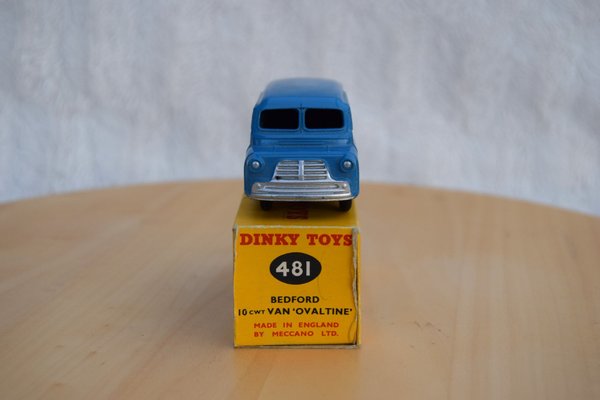 DINKY TOYS
481
BEDFORD
10 CWT VAN 'OVALTINE'
MADE IN ENGLAND
BY MECCANO LTD.